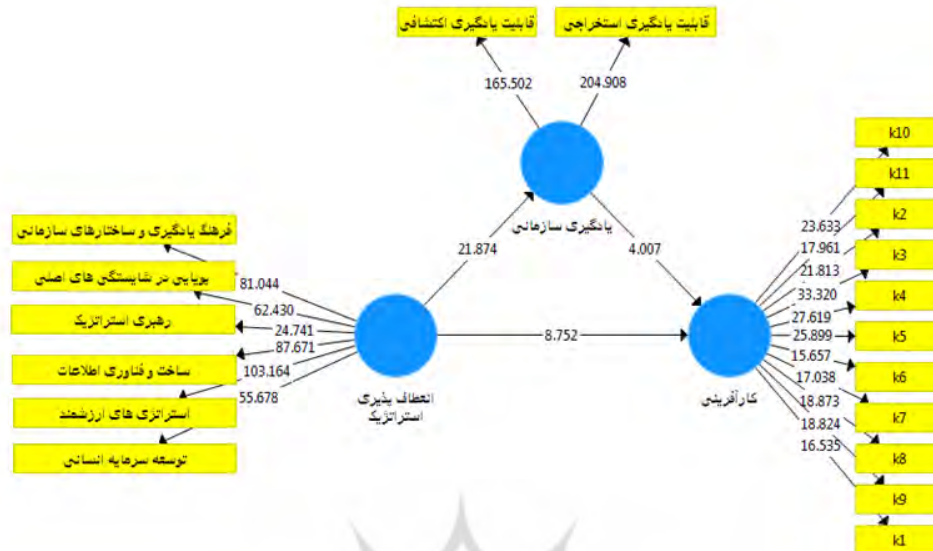 قابلیت یادگیری استخراجی
قابلیت یادگیری اکتشافی
165.502
204.908
k10
k11
k2
k3
k4
k5
k6
k7
k8
k9
k1
23.633
17.961
21.813
33.320
27.619
25.899
15.657
17.038
18.873
18.824
16.535
یادگیری سازمانی
21.874
4.007
8.752
کارآفرینی
انعطاف پذیری
استراتژیک
فرهنگ یادگیری و ساختارهای سازمانی
پویایی در شایستگی های اصلی
رهبری استراتژیک
ساخت و فناوری اطلاعات
استراتژی های ارزشمند
توسعه سرمایه انسانی
81.044
62.430
24.741
87.671
103.164
55.678